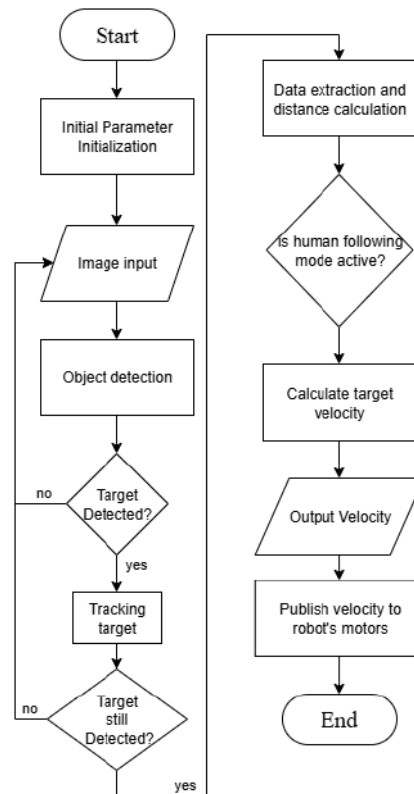 Start
Initial Parameter
Initialization
Image input
Object detection
no
Target
Detected?
yes
Tracking
target
no
Target
still
Detected?
yes
Data extraction and
distance calculation
Is human following
mode active?
Calculate target
velocity
Output Velocity
Publish velocity to
robot's motors
End